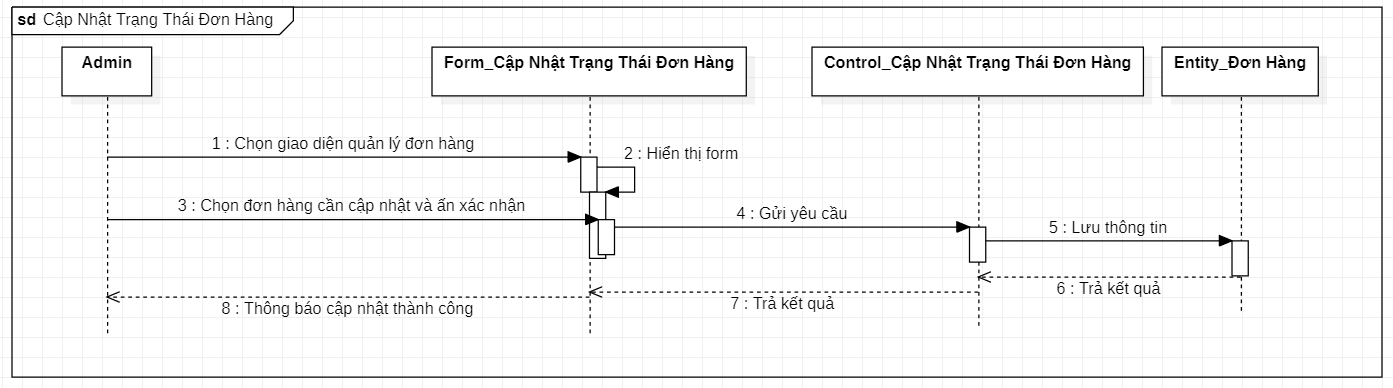 sd Cập Nhật Trạng Thái Đơn Hàng
Admin
Form_Cập Nhật Trạng Thái Đơn Hàng
Control_Cập Nhật Trạng Thái Đơn Hàng
Entity_Đơn Hàng
1 : Chọn giao diện quản lý đơn hàng
2 : Hiển thị form
3 : Chọn đơn hàng cần cập nhật và ấn xác nhận
4 : Gửi yêu cầu
5 : Lưu thông tin
6 : Trả kết quả
7 : Trả kết quả
8 : Thông báo cập nhật thành công